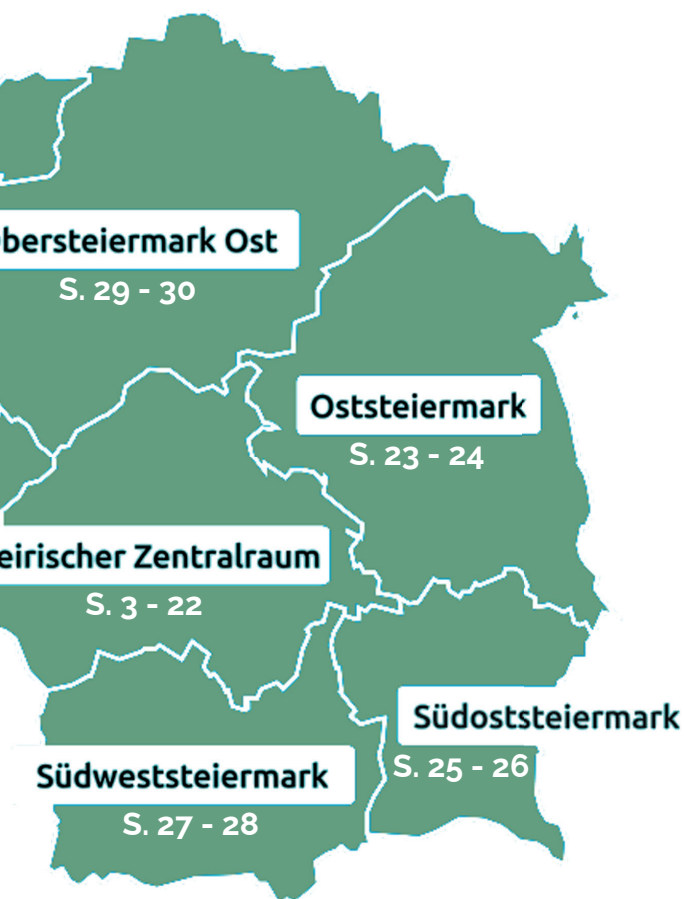 bersteiermark Ost
S. 29 - 30
Oststeiermark
S. 23 - 24
eirischer Zentralraum
S. 3 - 22
Südoststeiermark
S. 25 - 26
Südweststeiermark
S. 27 - 28